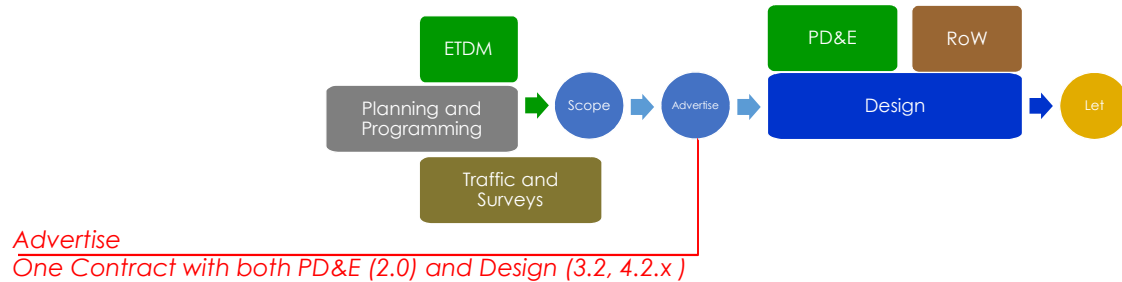 ETDM
Planning and
Programming
Traffic and
Surveys
Scope
Advertise
PD&E
RoW
Design
Let
Advertise
One Contract with both PD&E (2.0) and Design (3.2, 4.2.x )